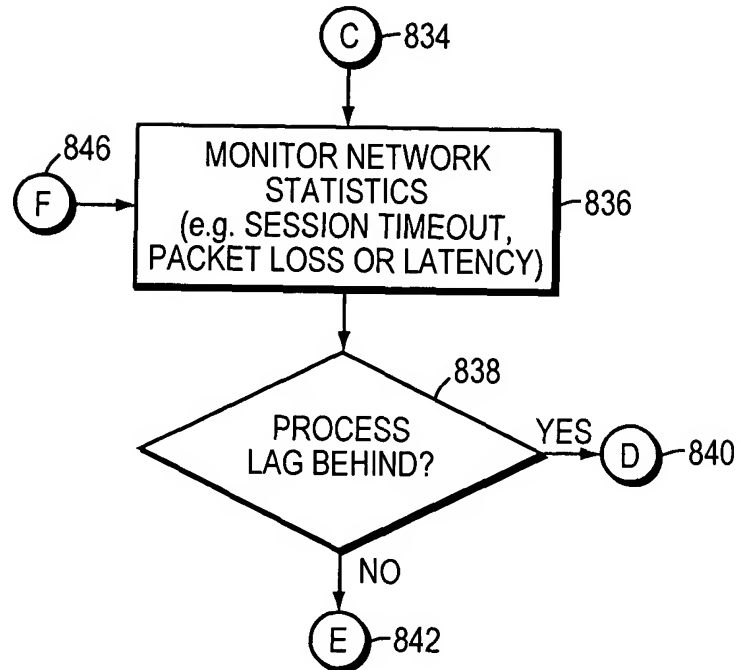 C 834
846
F
MONITOR NETWORK
STATISTICS
(e.g. SESSION TIMEOUT,
PACKET LOSS OR LATENCY)
836
838
PROCESS
LAG BEHIND?
YES
D 840
NO
E 842